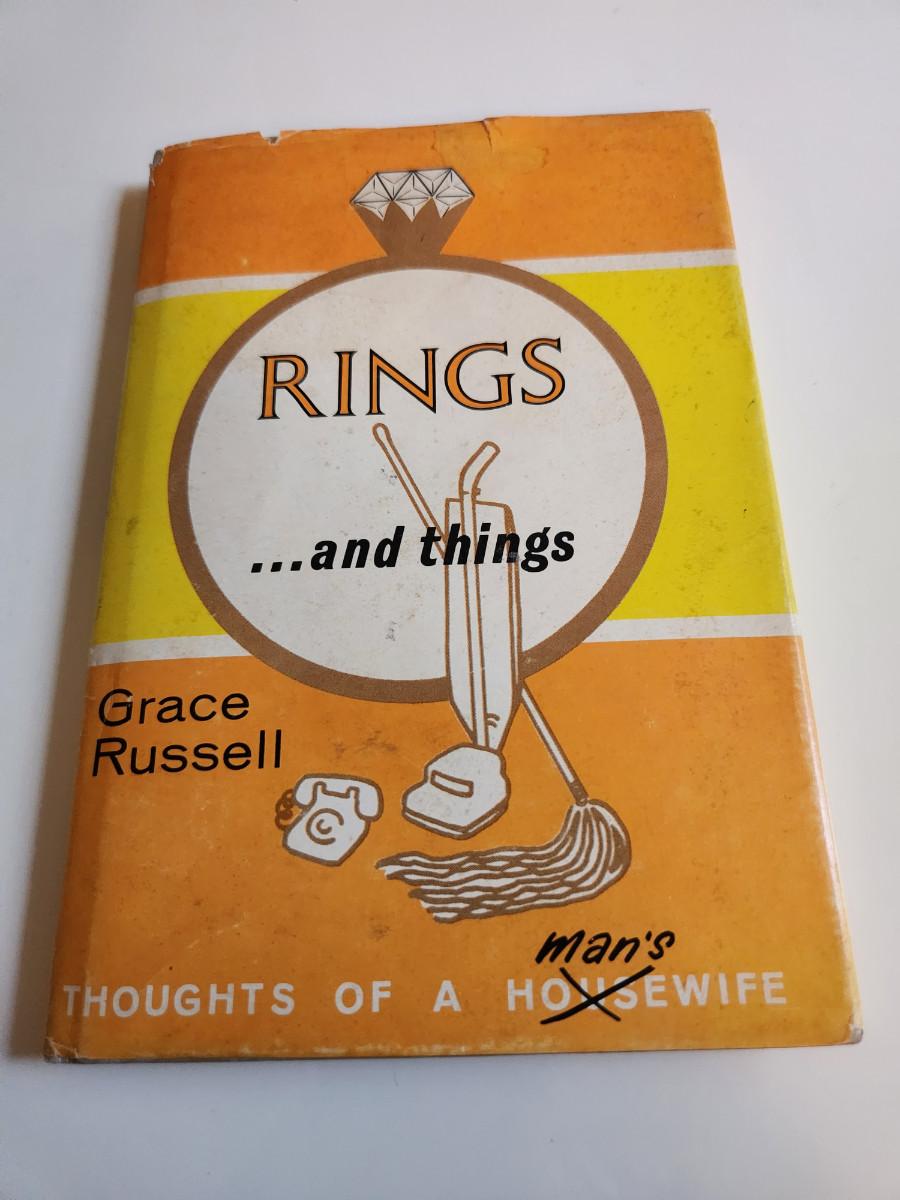 RINGS
...and things
Grace
Russell
man's
THOUGHTS OF A HOUSEWIFE